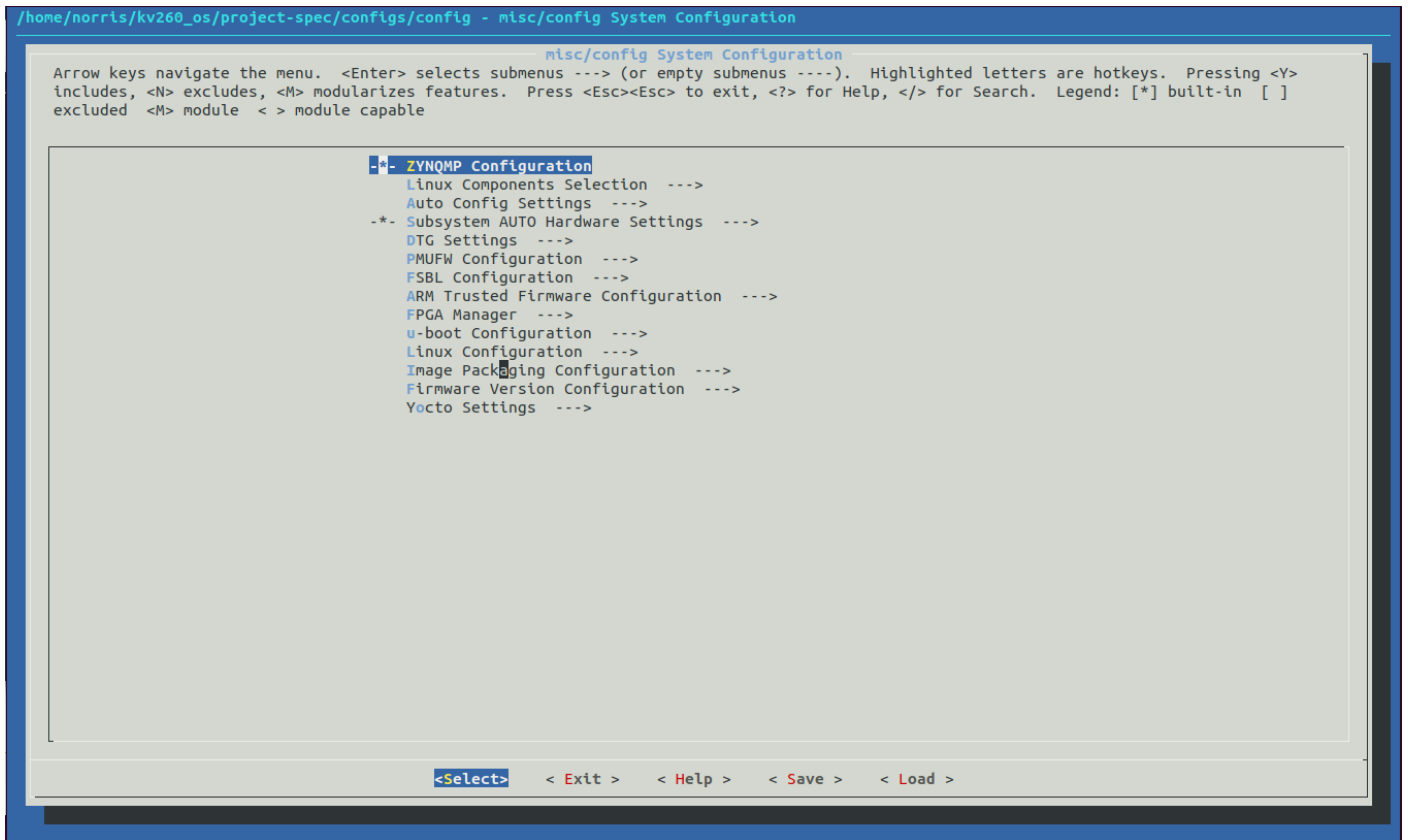 /home/norris/kv260_os/project-spec/configs/config - misc/config System Configuration
misc/config System Configuration
Arrow keys navigate the menu.  <Enter> selects submenus ---> (or empty submenus ----).  Highlighted letters are hotkeys.  Pressing <Y>
includes, <N> excludes, <M> modularizes features.  Press <Esc><Esc> to exit, <?> for Help, </> for Search.  Legend: [*] built-in  [ ]
excluded  <M> module  < > module capable
-*- ZYNQMP Configuration
Linux Components Selection  --->
Auto Config Settings  --->
-*- Subsystem AUTO Hardware Settings  --->
DTG Settings  --->
PMUFW Configuration  --->
FSBL Configuration  --->
ARM Trusted Firmware Configuration  --->
FPGA Manager  --->
u-boot Configuration  --->
Linux Configuration  --->
Image Packaging Configuration  --->
Firmware Version Configuration  --->
Yocto Settings  --->
<Select>    < Exit >    < Help >    < Save >    < Load >